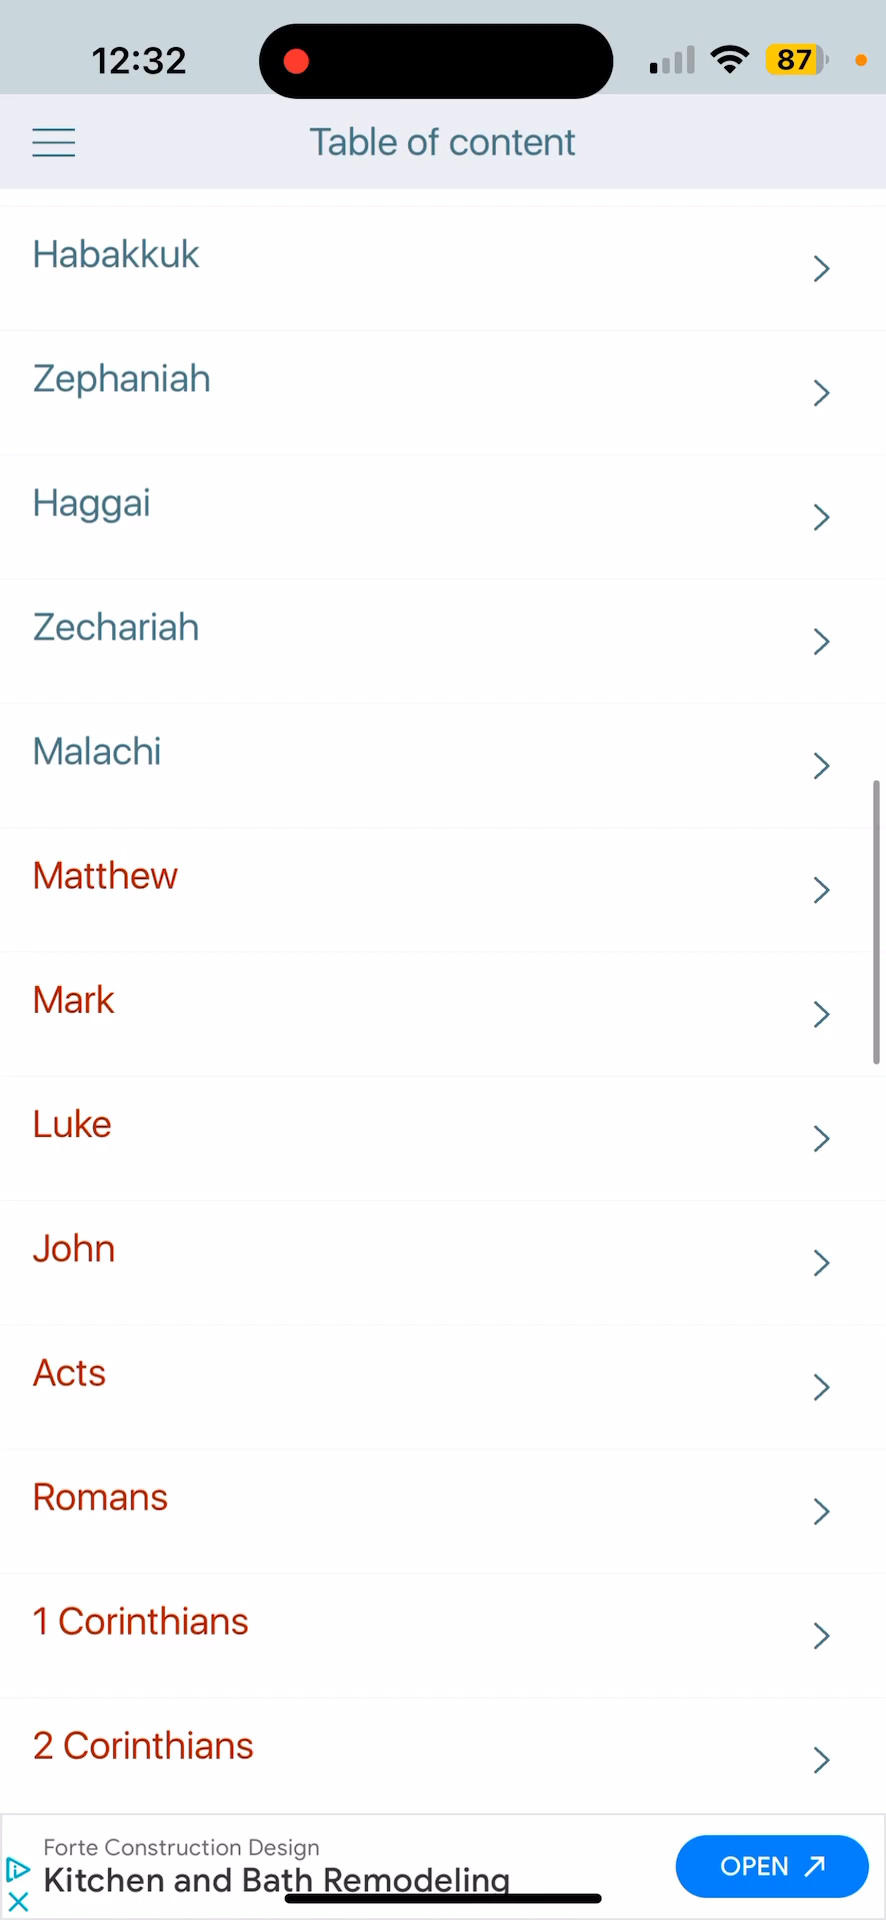 12:32
87
Table of content
Habakkuk
Zephaniah
Haggai
Zechariah
Malachi
Matthew
Mark
Luke
John
Acts
Romans
1 Corinthians
2 Corinthians
Forte Construction Design
Kitchen and Bath Remodeling
OPEN